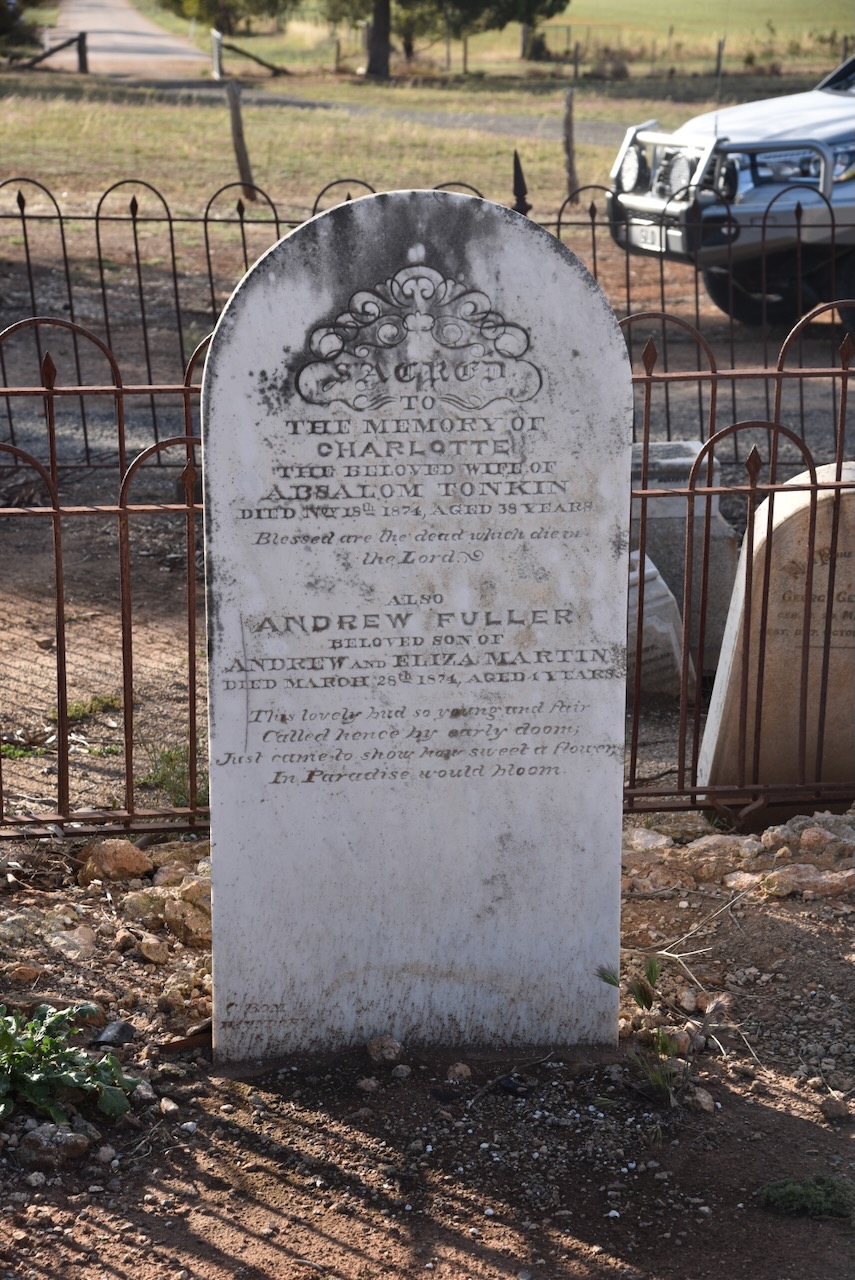 SACRED
TO
THE MEMORY OF
CHARLOTTE
THE BELOVED WIFE OF
ABSALOM TONKIN
DIED NOV 18th 1874, AGED 38 YEARS
Blessed are the dead which die in
the Lord.
ALSO
ANDREW FULLER
BELOVED SON OF
ANDREW AND ELIZA MARTIN
DIED MARCH 28th 1874, AGED 4 YEARS.
This lovely bud so young and fair
Called hence by early doom;
Just came to show how sweet a flower
In Paradise would bloom.
GEORGE